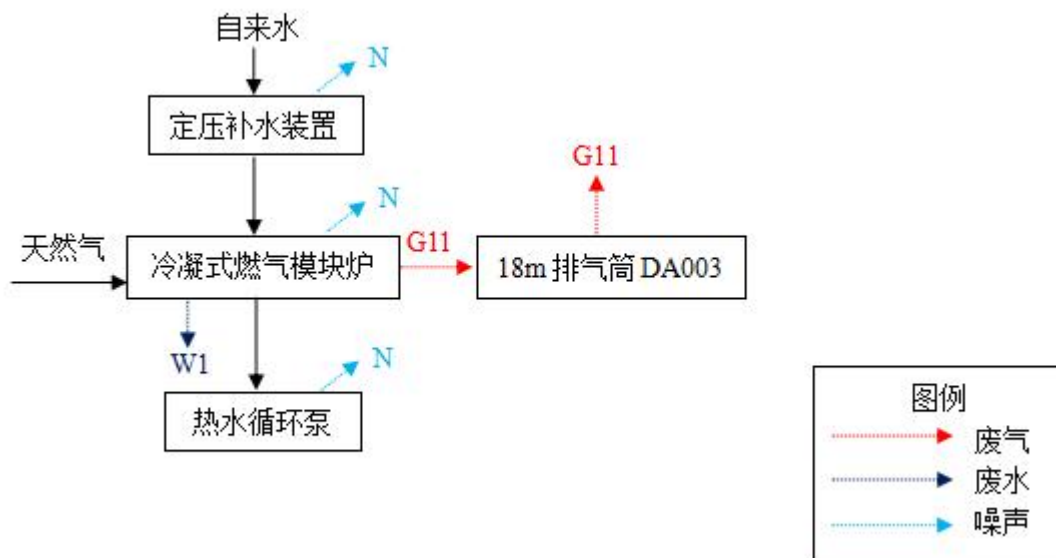 自来水
N
定压补水装置
G11
N
天然气
G11
冷凝式燃气模块炉
18m 排气筒 DA003
W1
N
热水循环泵
图例
废气
废水
噪声